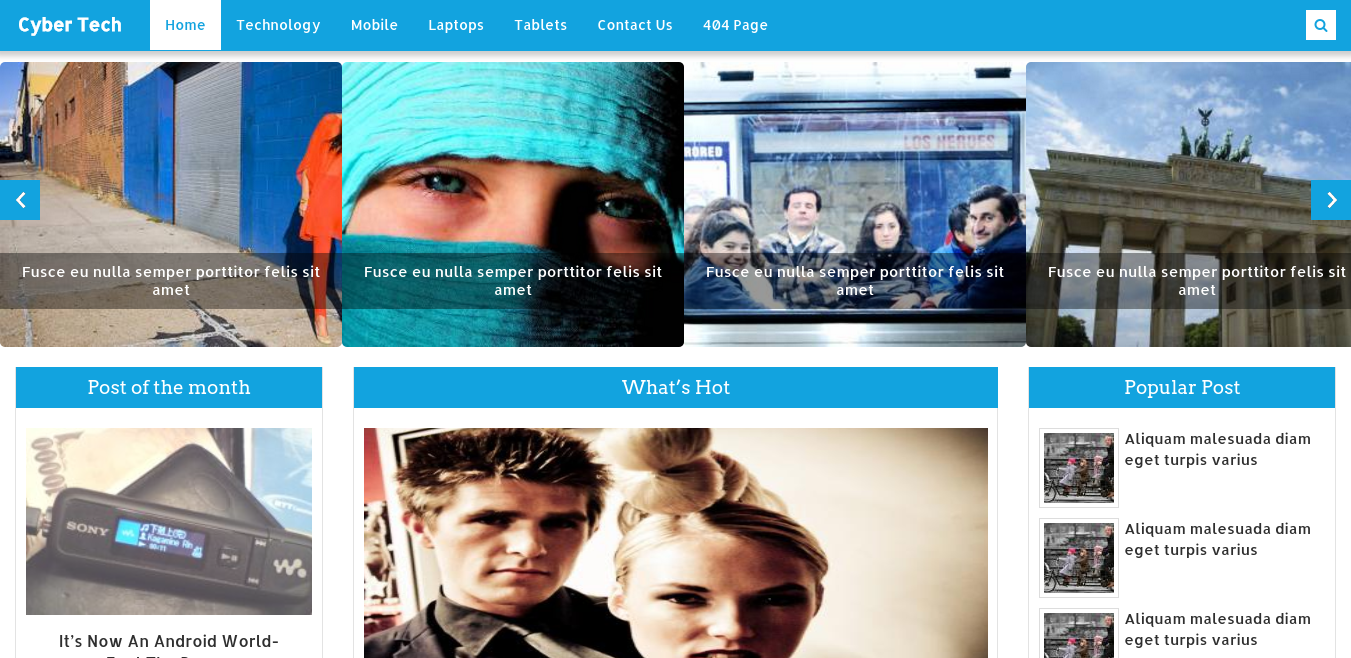 Cyber Tech
Home
Technology
Mobile
Laptops
Tablets
Contact Us
404 Page
RORED
LOS HEROES
Fusce eu nulla semper porttitor felis sit
amet
Fusce eu nulla semper porttitor felis sit
amet
Fusce eu nulla semper porttitor felis sit
amet
Fusce eu nulla semper porttitor felis sit
amet
Post of the month
What's Hot
Popular Post
SONY
Aliquam malesuada diam
eget turpis varius
Aliquam malesuada diam
eget turpis varius
Aliquam malesuada diam
eget turpis varius
It's Now An Android World-